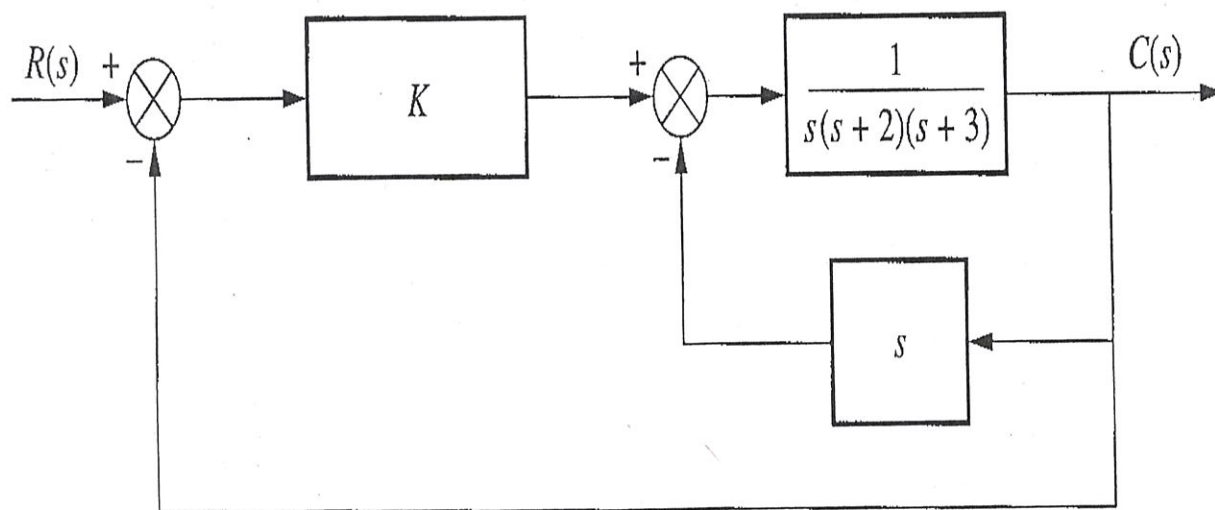 R(s) +
−
K
+
−
1
s(s + 2)(s + 3)
C(s)
s